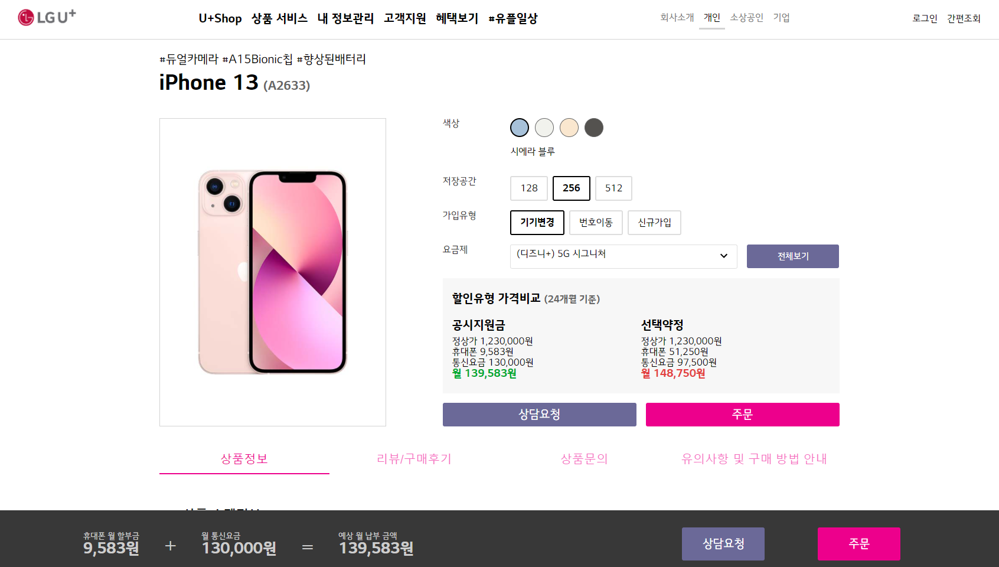 LG U+
U+Shop 상품 서비스 내 정보관리 고객지원 혜택보기 #유플일상
회사소개 개인 소상공인 기업
로그인 간편조회
#듀얼카메라 #A15Bionic칩 #향상된배터리
iPhone 13 (A2633)
색상
시에라 블루
저장공간
128 256 512
가입유형
기기변경 번호이동 신규가입
요금제
(디즈니+) 5G 시그니처
전체보기
할인유형 가격비교 (24개월 기준)
공시지원금
정상가 1,230,000원
휴대폰 9,583원
통신요금 130,000원
월 139,583원
선택약정
정상가 1,230,000원
휴대폰 51,250원
통신요금 97,500원
월 148,750원
상담요청 주문
상품정보 리뷰/구매후기 상품문의 유의사항 및 구매 방법 안내
휴대폰 월 할부금
9,583원
+
월 통신요금
130,000원
=
예상 월 납부 금액
139,583원
상담요청 주문